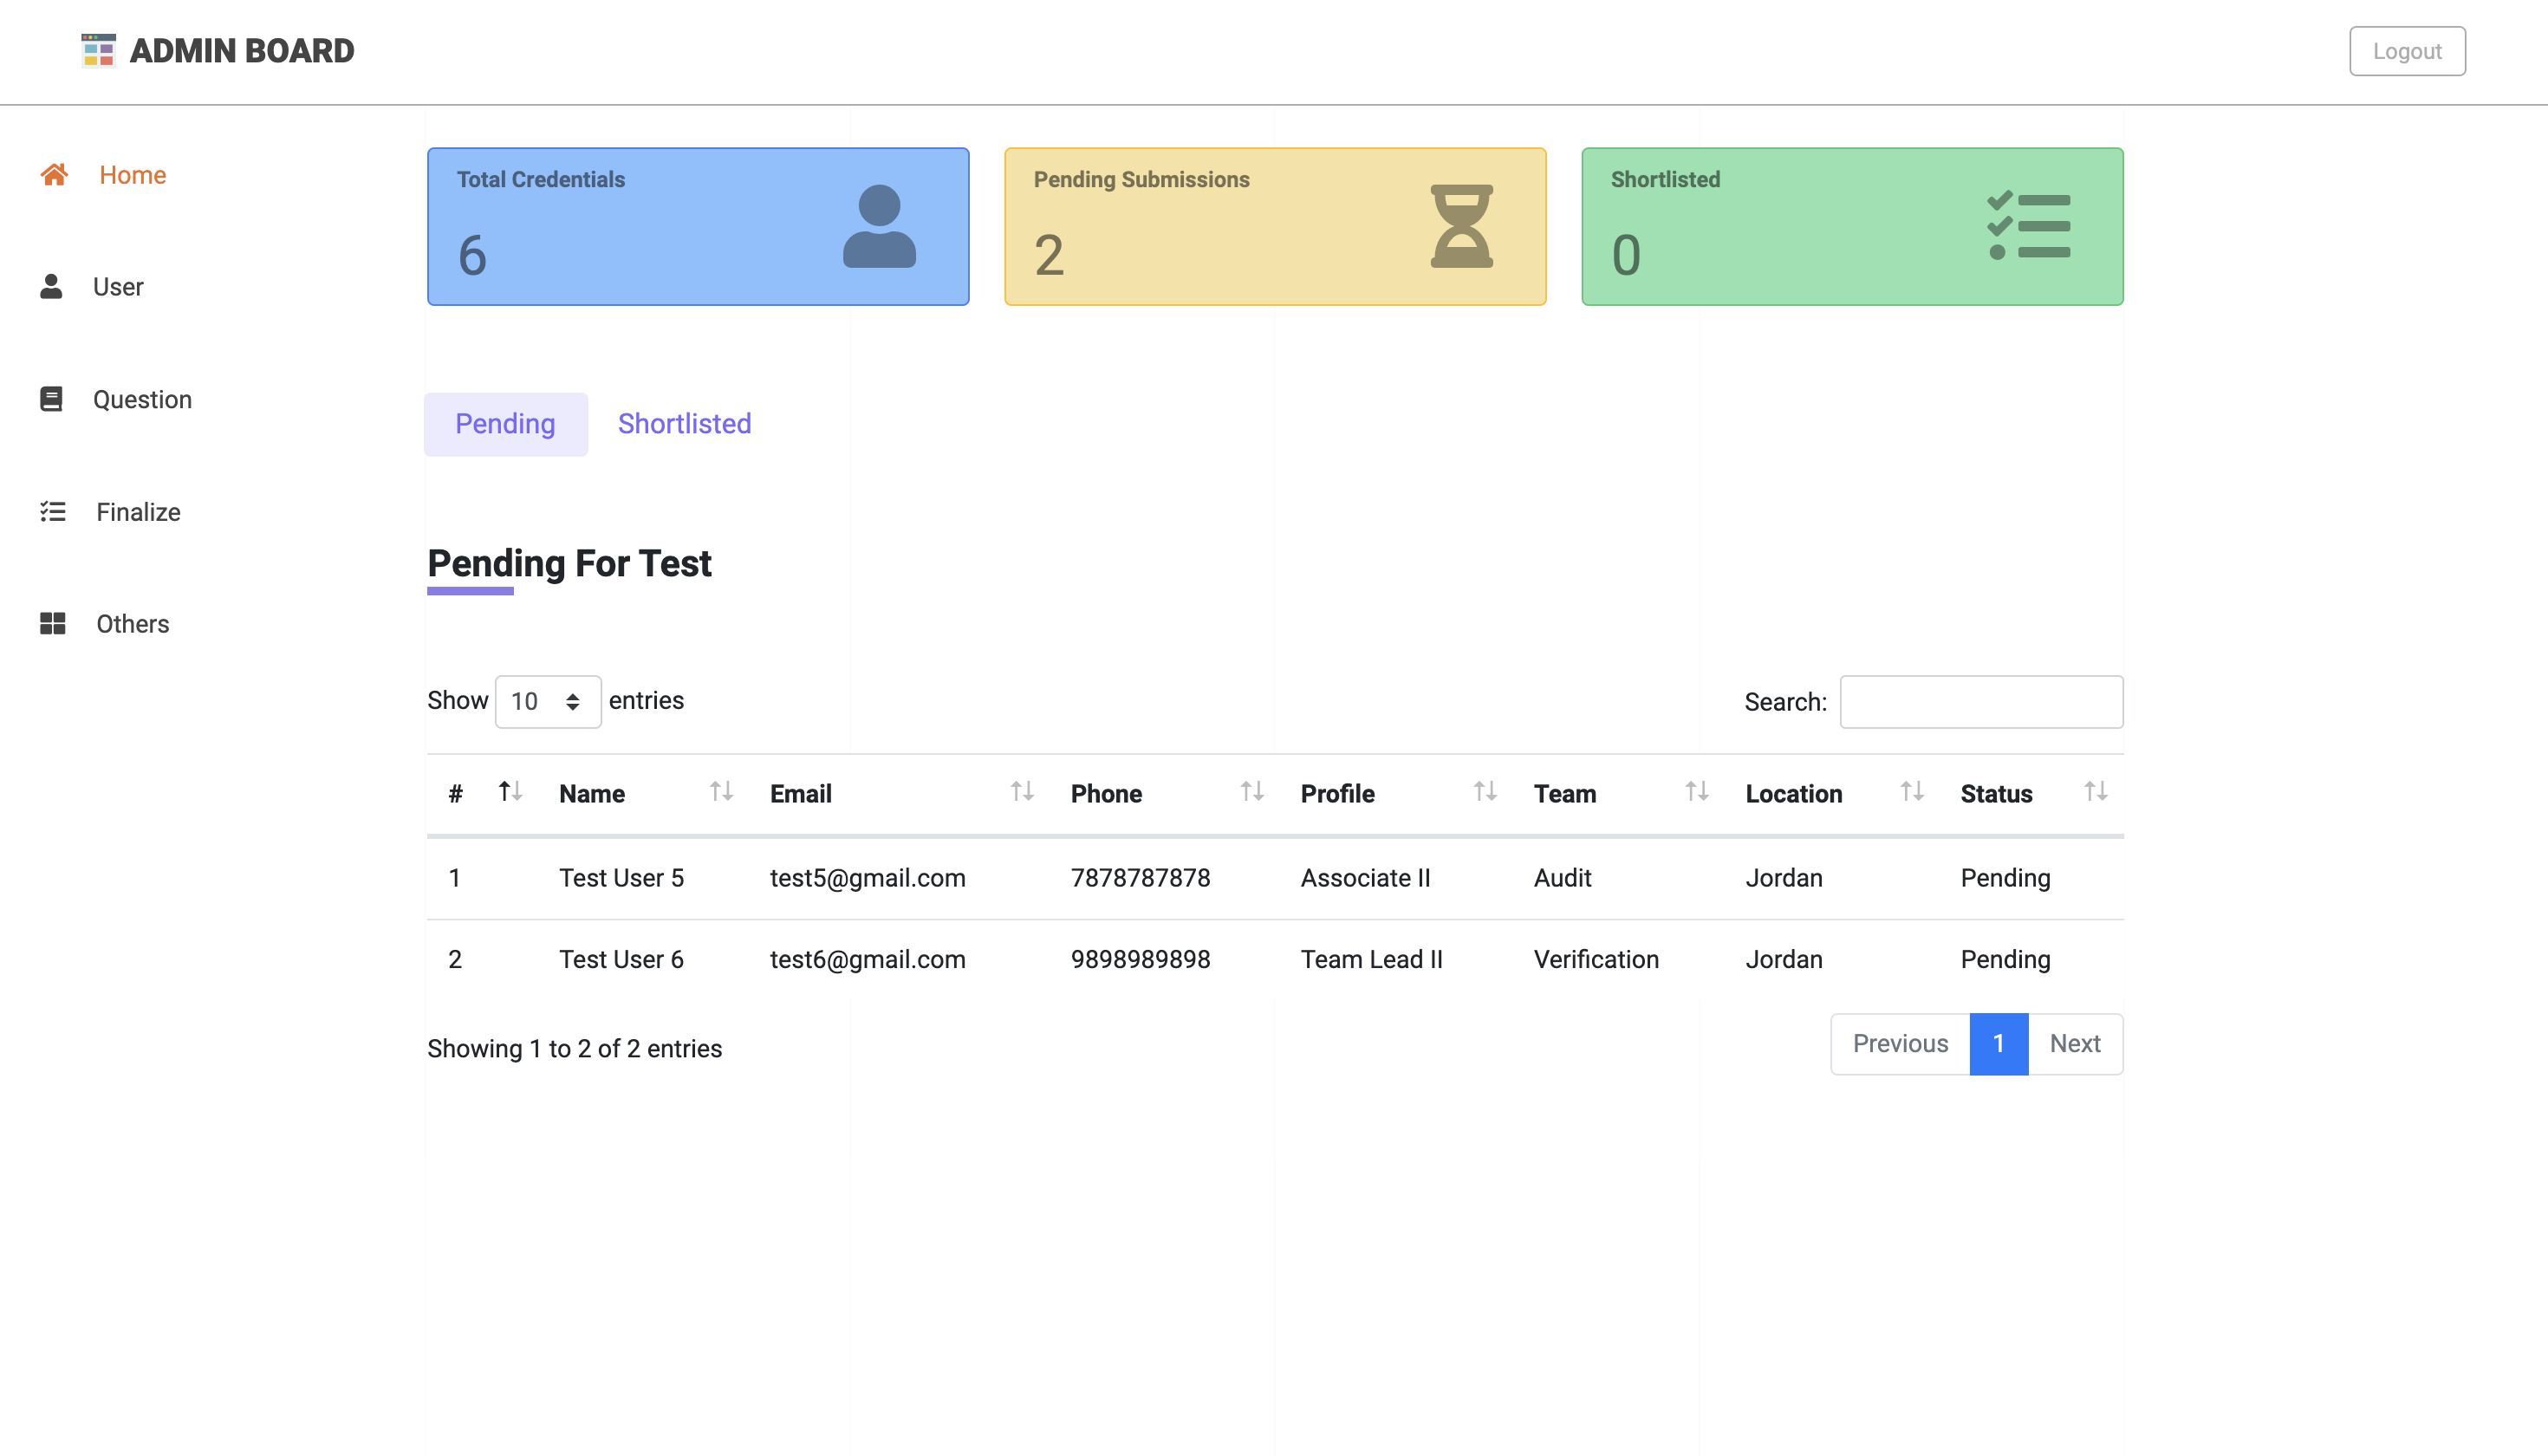 ADMIN BOARD
Logout
Home
User
Question
Finalize
Others
Total Credentials
6
Pending Submissions
2
Shortlisted
0
Pending Shortlisted
Pending For Test
Show 10 entries
Search:
# Name Email Phone Profile Team Location Status
1 Test User 5 test5@gmail.com 7878787878 Associate II Audit Jordan Pending
2 Test User 6 test6@gmail.com 9898989898 Team Lead II Verification Jordan Pending
Showing 1 to 2 of 2 entries
Previous 1 Next